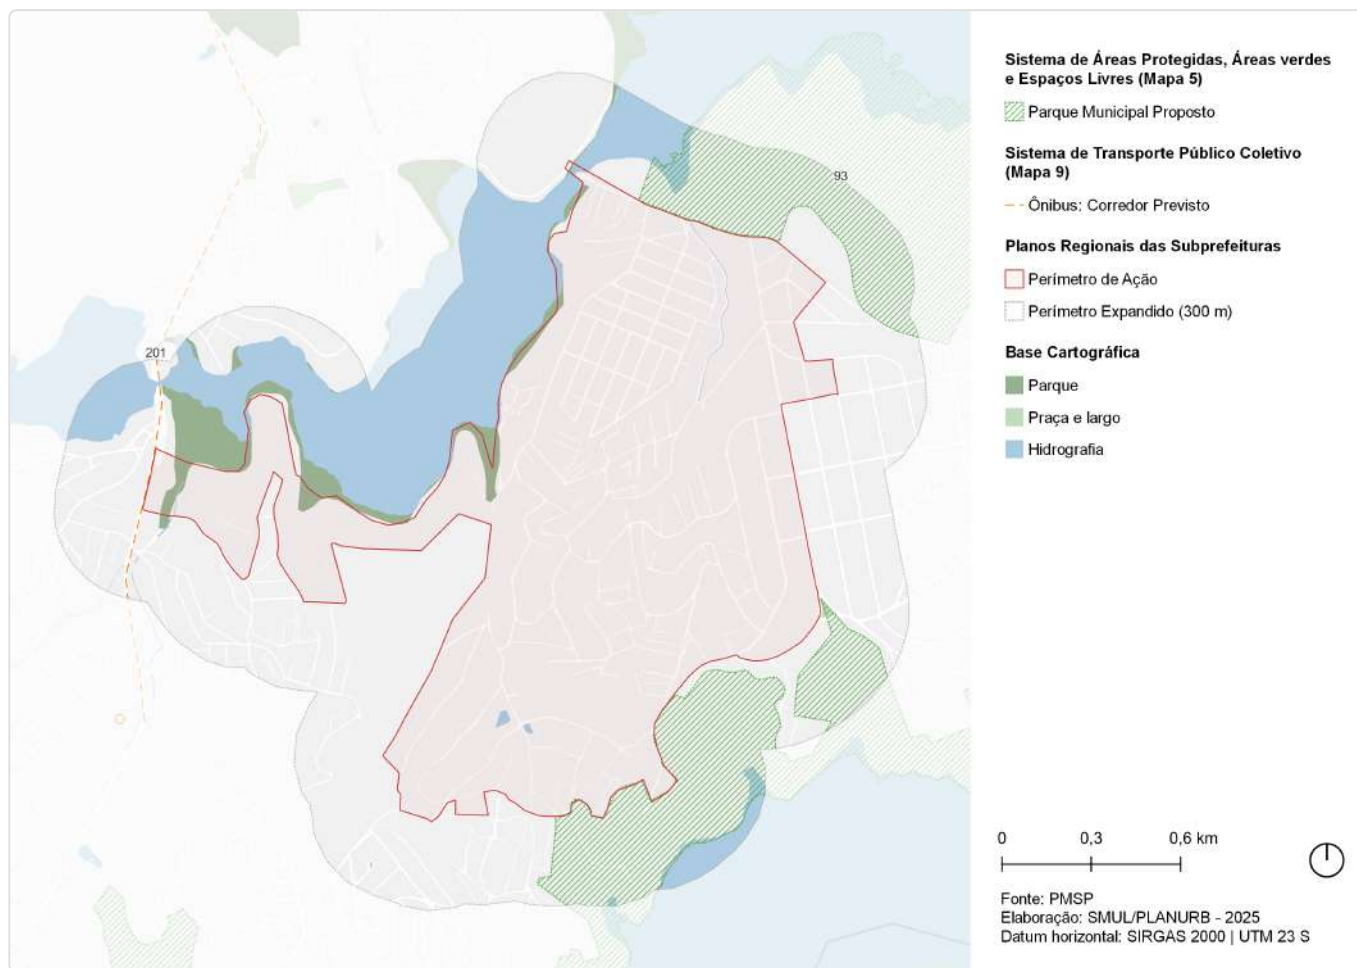 93
201
Sistema de Áreas Protegidas, Áreas verdes
e Espaços Livres (Mapa 5)
Parque Municipal Proposto
Sistema de Transporte Público Coletivo
(Mapa 9)
Ônibus: Corredor Previsto
Planos Regionais das Subprefeituras
Perímetro de Ação
Perímetro Expandido (300 m)
Base Cartográfica
Parque
Praça e largo
Hidrografia
0 0,3 0,6 km
Fonte: PMSP
Elaboração: SMUL/PLANURB - 2025
Datum horizontal: SIRGAS 2000 | UTM 23 S